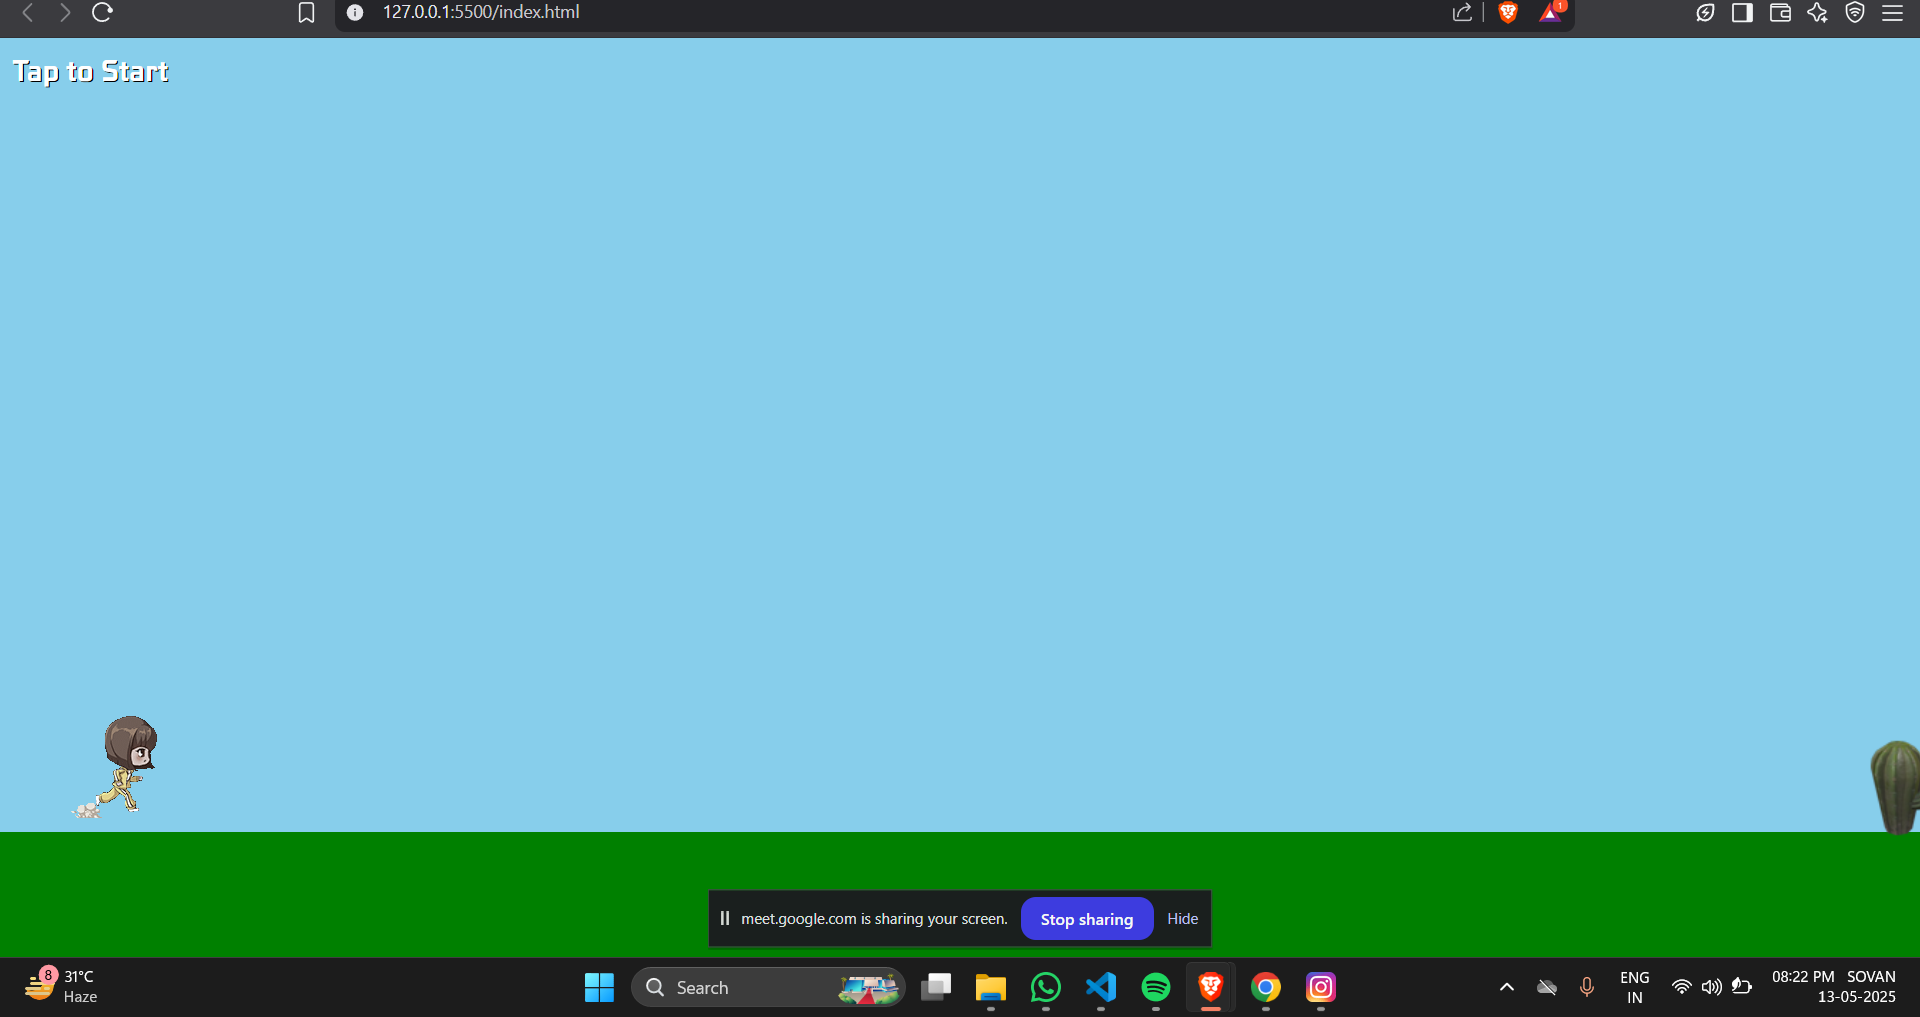 127.0.0.1:5500/index.html
1
Tap to Start
meet.google.com is sharing your screen.
Stop sharing
Hide
8
31°C
Haze
Search
ENG
IN
08:22 PM SOVAN
13-05-2025